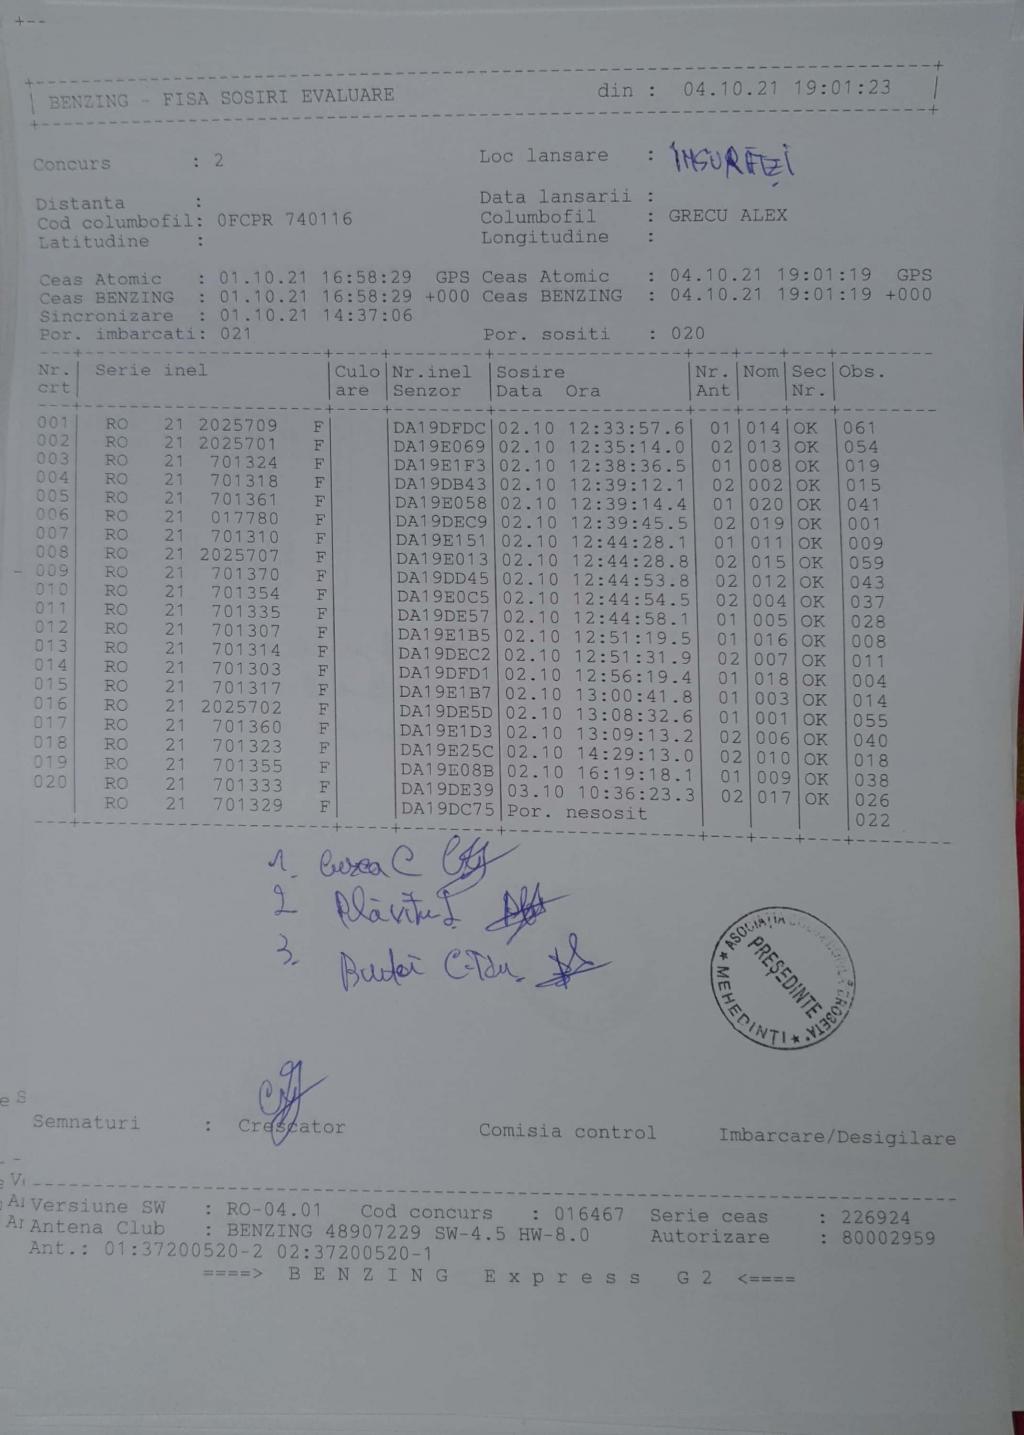 BENZING - FISA SOSIRI EVALUARE din : 04.10.21 19:01:23
Concurs : 2 Loc lansare : ÎNSURĂȚEI
Distanta : Data lansarii :
Cod columbofil: 0FCPR 740116 Columbofil : GRECU ALEX
Latitudine : Longitudine :
Ceas Atomic : 01.10.21 16:58:29 GPS Ceas Atomic : 04.10.21 19:01:19 GPS
Ceas BENZING : 01.10.21 16:58:29 +000 Ceas BENZING : 04.10.21 19:01:19 +000
Sincronizare : 01.10.21 14:37:06
Por. imbarcati: 021 Por. sositi : 020
Nr. Serie inel Culo Nr.inel Sosire Nr. Nom Sec Obs.
crt are Senzor Data Ora Ant Nr.
001 RO 21 2025709 F DA19DFDC 02.10 12:33:57.6 01 014 OK 061
002 RO 21 2025701 F DA19E069 02.10 12:35:14.0 02 013 OK 054
003 RO 21 701324 F DA19E1F3 02.10 12:38:36.5 01 008 OK 019
004 RO 21 701318 F DA19DB43 02.10 12:39:12.1 02 002 OK 015
005 RO 21 701361 F DA19E058 02.10 12:39:14.4 01 020 OK 041
006 RO 21 017780 F DA19DEC9 02.10 12:39:45.5 02 019 OK 001
007 RO 21 701310 F DA19E151 02.10 12:44:28.1 01 011 OK 009
008 RO 21 2025707 F DA19E013 02.10 12:44:28.8 02 015 OK 059
009 RO 21 701370 F DA19DD45 02.10 12:44:53.8 02 012 OK 043
010 RO 21 701354 F DA19E0C5 02.10 12:44:54.5 02 004 OK 037
011 RO 21 701335 F DA19DE57 02.10 12:44:58.1 01 005 OK 028
012 RO 21 701307 F DA19E1B5 02.10 12:51:19.5 01 016 OK 008
013 RO 21 701314 F DA19DEC2 02.10 12:51:31.9 02 007 OK 011
014 RO 21 701303 F DA19DFD1 02.10 12:56:19.4 01 018 OK 004
015 RO 21 701317 F DA19E1B7 02.10 13:00:41.8 01 003 OK 014
016 RO 21 2025702 F DA19DE5D 02.10 13:08:32.6 01 001 OK 055
017 RO 21 701360 F DA19E1D3 02.10 13:09:13.2 02 006 OK 040
018 RO 21 701323 F DA19E25C 02.10 14:29:13.0 02 010 OK 018
019 RO 21 701355 F DA19E08B 02.10 16:19:18.1 01 009 OK 038
020 RO 21 701333 F DA19DE39 03.10 10:36:23.3 02 017 OK 026
RO 21 701329 F DA19DC75 Por. nesosit 022
1.
2
3.
ASOCIAȚIA
PREȘEDINTE
MEHEDINȚI
Semnaturi : Crescator Comisia control Imbarcare/Desigilare
Versiune SW : RO-04.01 Cod concurs : 016467 Serie ceas : 226924
Antena Club : BENZING 48907229 SW-4.5 HW-8.0 Autorizare : 80002959
Ant.: 01:37200520-2 02:37200520-1
====> B E N Z I N G E x p r e s s G 2 <====